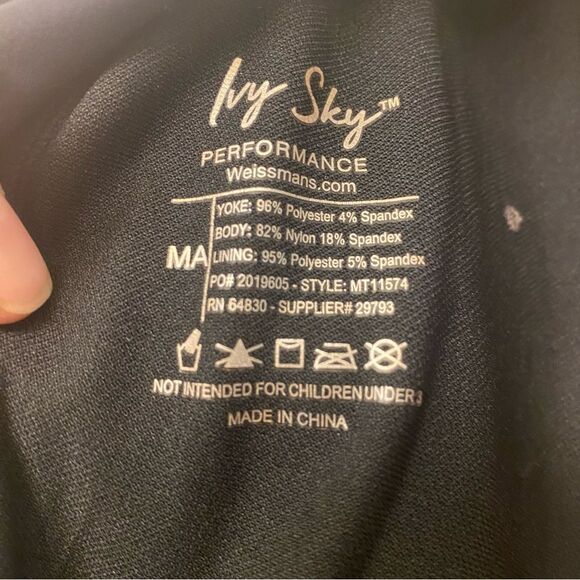 Ivy Sky™
PERFORMANCE
Weissmans.com
MA
YOKE: 96% Polyester 4% Spandex
BODY: 82% Nylon 18% Spandex
LINING: 95% Polyester 5% Spandex
PO# 2019605 - STYLE: MT11574
RN 64830 - SUPPLIER# 29793
NOT INTENDED FOR CHILDREN UNDER 3
MADE IN CHINA